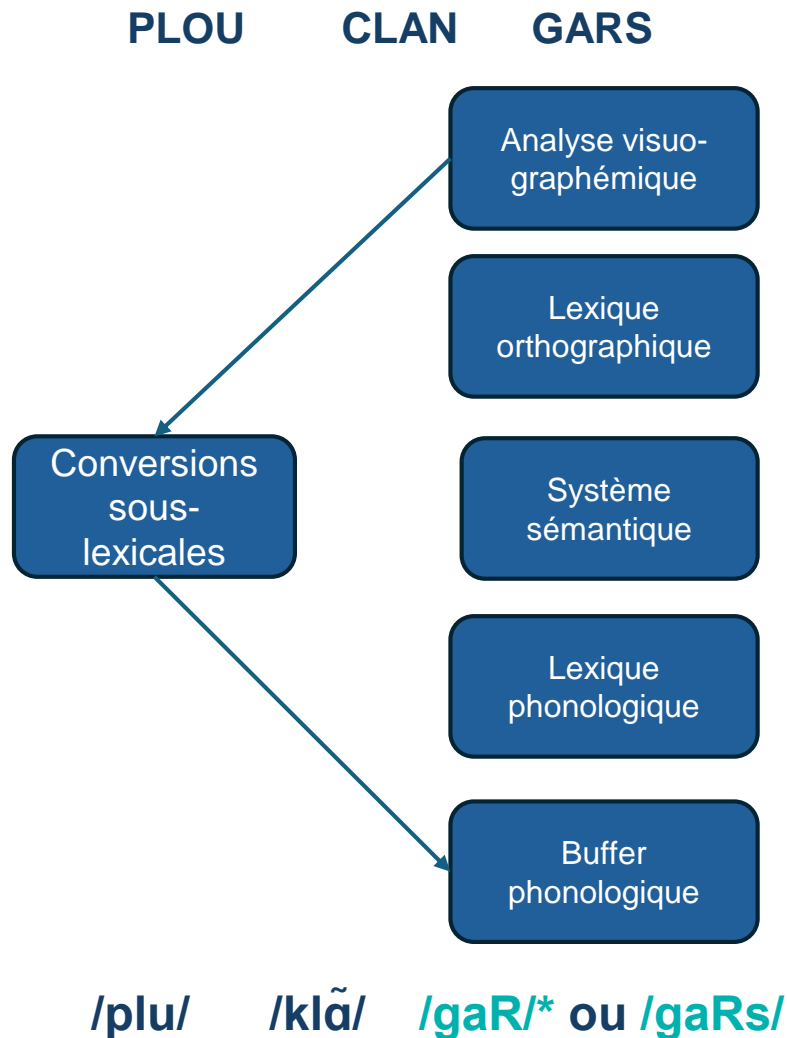 PLOU CLAN GARS
Analyse visuo-
graphémique
Lexique
orthographique
Conversions
sous-
lexicales
Système
sémantique
Lexique
phonologique
Buffer
phonologique
/plu/ /klɑ̃/ /gaR/* ou /gaRs/